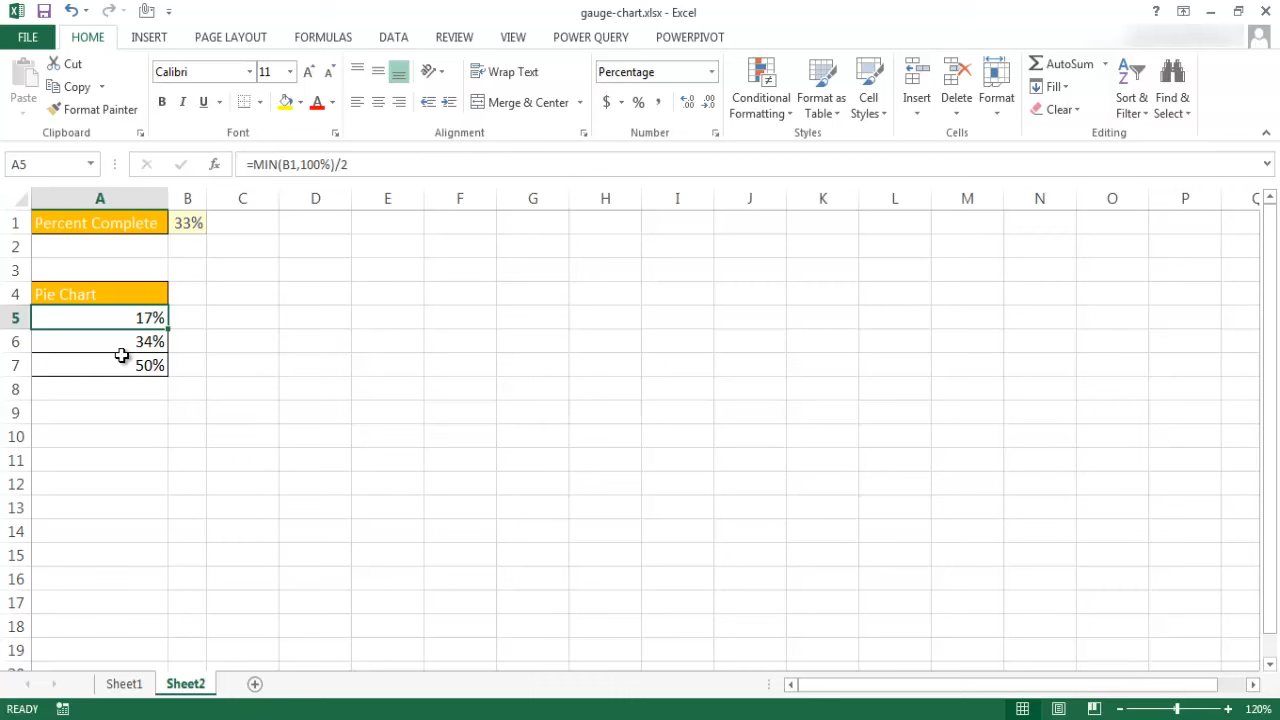 gauge-chart.xlsx - Excel
FILE HOME INSERT PAGE LAYOUT FORMULAS DATA REVIEW VIEW POWER QUERY POWERPIVOT
Paste
Cut
Copy
Format Painter
Clipboard
Calibri 11
B I U
Font
Wrap Text
Merge & Center
Alignment
Percentage
$ % ,
Number
Conditional Formatting
Format as Table
Cell Styles
Styles
Insert
Delete
Format
Cells
AutoSum
Fill
Clear
Sort & Filter
Find & Select
Editing
A5 fx =MIN(B1,100%)/2
A B C D E F G H I J K L M N O P Q
1 Percent Complete 33%
2
3
4 Pie Chart
5 17%
6 34%
7 50%
8
9
10
11
12
13
14
15
16
17
18
19
Sheet1 Sheet2
READY 120%